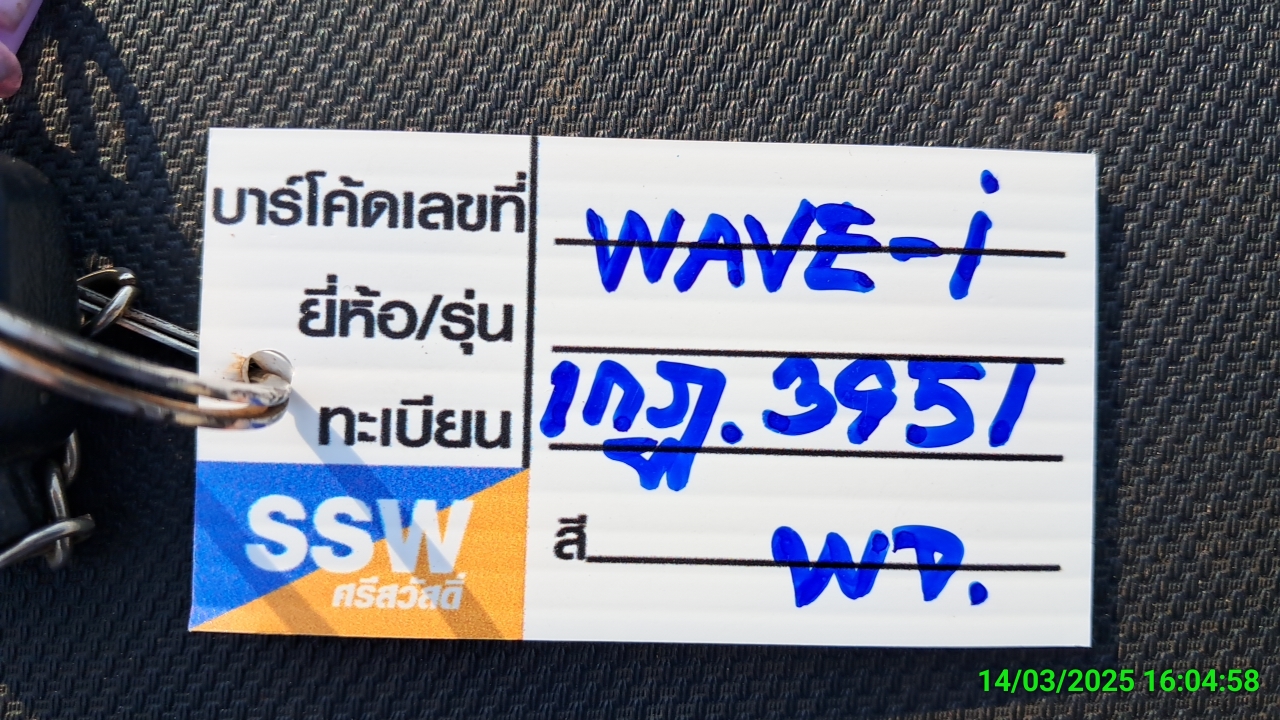 บาร์โค้ดเลขที่
WAVE-i
ยี่ห้อ/รุ่น
ทะเบียน
1กฎ. 3951
SSW
ศรีสวัสดิ์
สี
14/03/2025 16:04:58